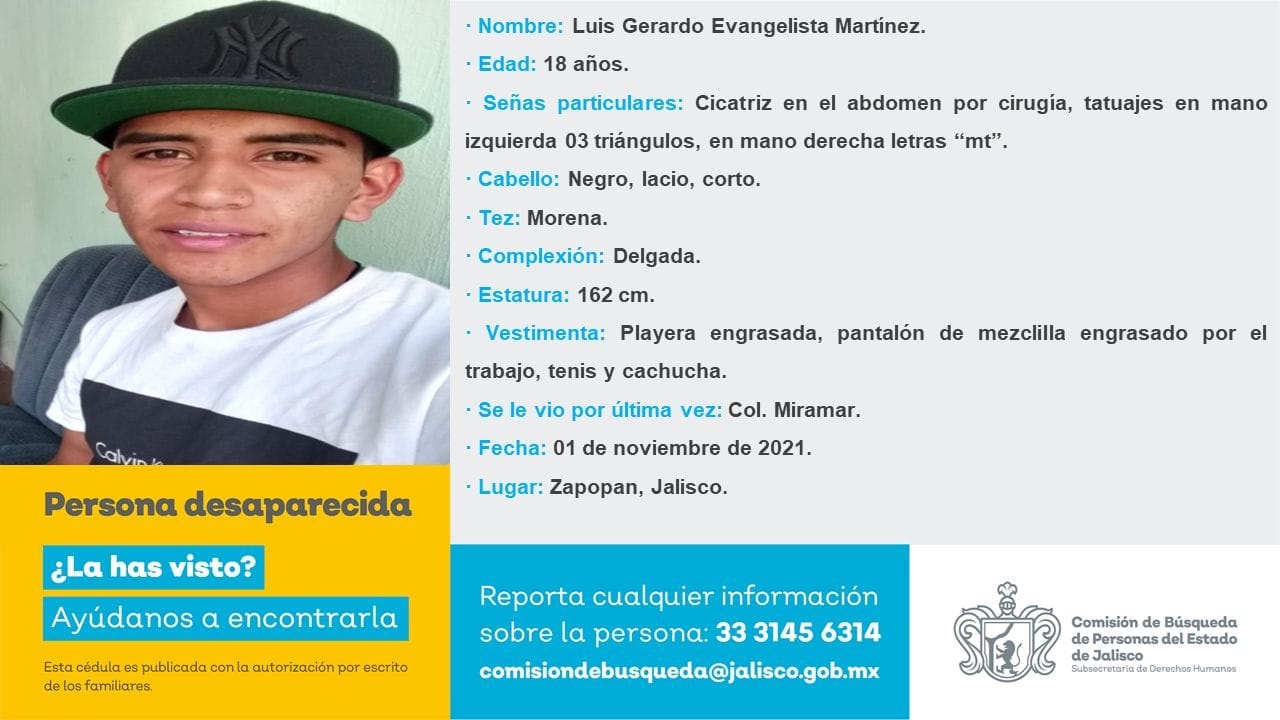 NY
Calvin K
· Nombre: Luis Gerardo Evangelista Martínez.
· Edad: 18 años.
· Señas particulares: Cicatriz en el abdomen por cirugía, tatuajes en mano
izquierda 03 triángulos, en mano derecha letras “mt”.
· Cabello: Negro, lacio, corto.
· Tez: Morena.
· Complexión: Delgada.
· Estatura: 162 cm.
· Vestimenta: Playera engrasada, pantalón de mezclilla engrasado por el
trabajo, tenis y cachucha.
· Se le vio por última vez: Col. Miramar.
· Fecha: 01 de noviembre de 2021.
· Lugar: Zapopan, Jalisco.
Persona desaparecida
¿La has visto?
Ayúdanos a encontrarla
Esta cédula es publicada con la autorización por escrito
de los familiares.
Reporta cualquier información
sobre la persona: 33 3145 6314
comisiondebusqueda@jalisco.gob.mx
Comisión de Búsqueda
de Personas del Estado
de Jalisco
Subsecretaría de Derechos Humanos